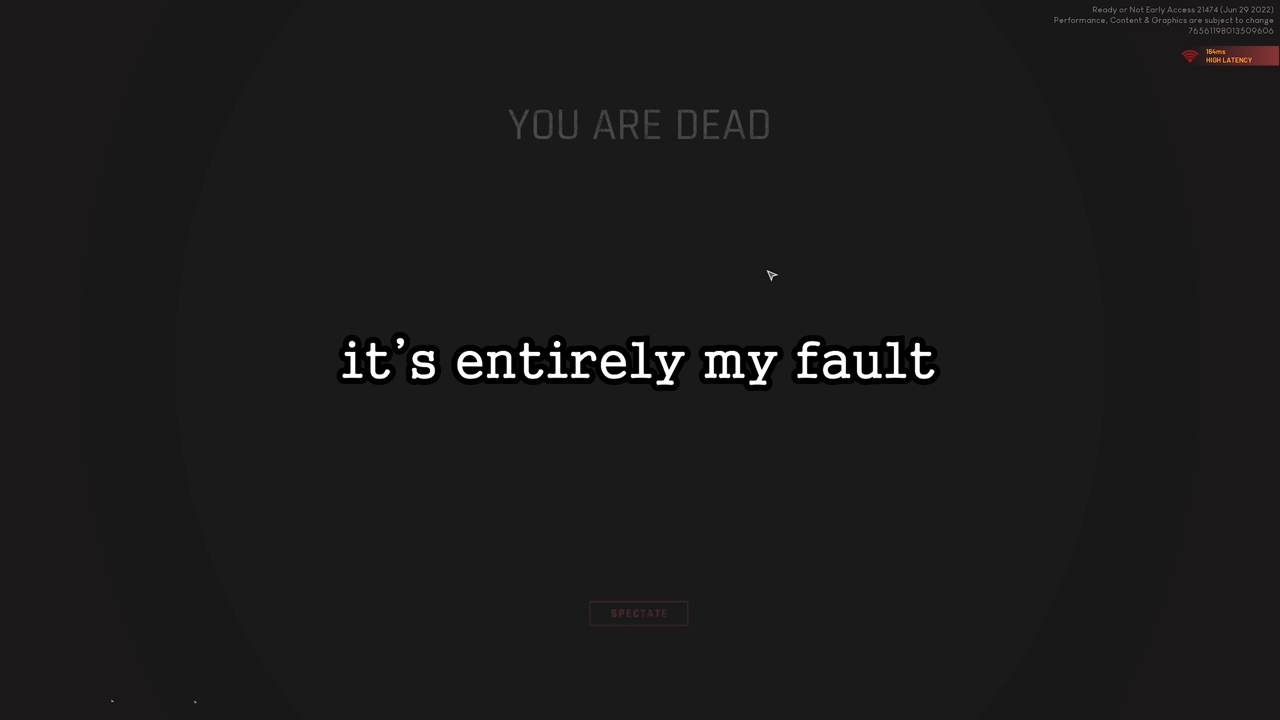 Ready or Not Early Access 21474 (Jun 29 2022)
Performance, Content & Graphics are subject to change
76561198013509606
164ms
HIGH LATENCY
YOU ARE DEAD
it's entirely my fault
SPECTATE